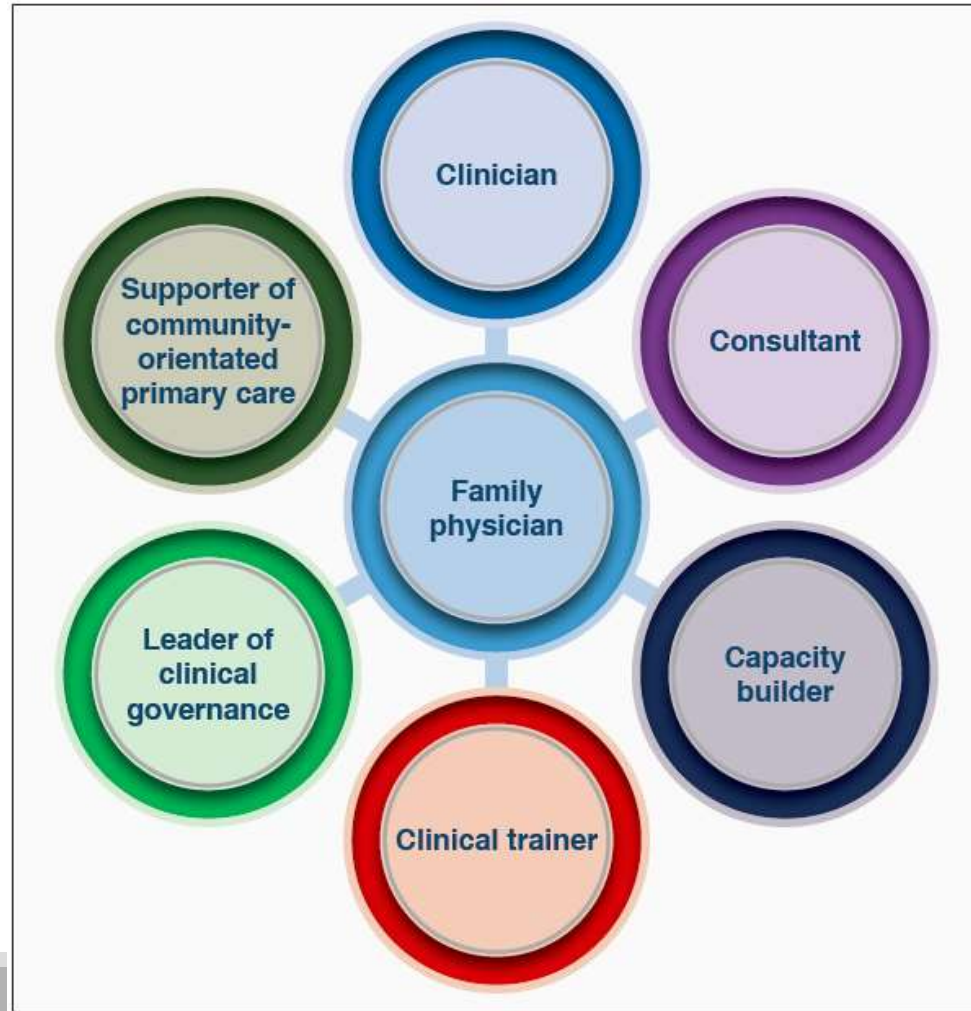 Clinician
Consultant
Supporter of
community-
orientated
primary care
Family
physician
Capacity
builder
Leader of
clinical
governance
Clinical trainer